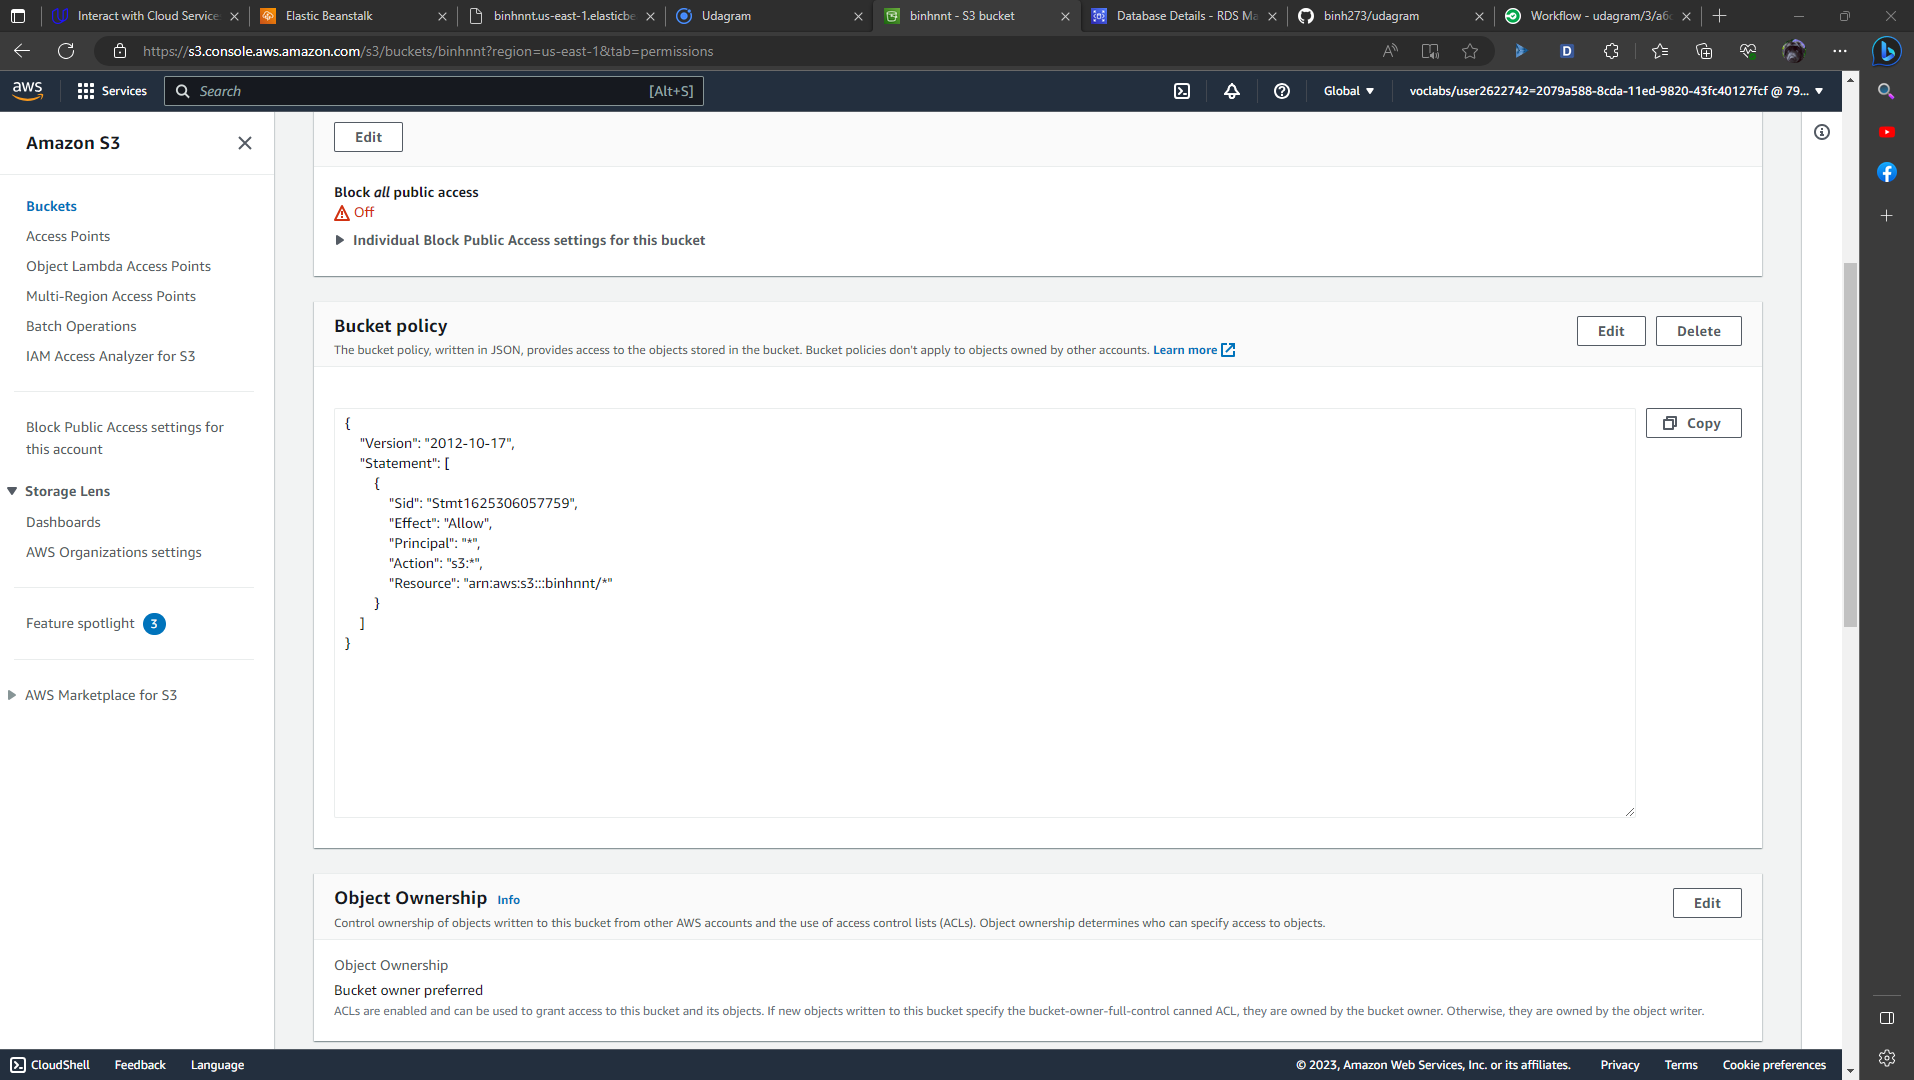 Interact with Cloud Service
Elastic Beanstalk
binhnnt.us-east-1.elasticbe
Udagram
binhnnt - S3 bucket
Database Details - RDS Ma
binh273/udagram
Workflow - udagram/3/a6c
https://s3.console.aws.amazon.com/s3/buckets/binhnnt?region=us-east-1&tab=permissions
aws
Services
Search
[Alt+S]
Global
voclabs/user2622742=2079a588-8cda-11ed-9820-43fc40127fcf @ 79...
Amazon S3
Buckets
Access Points
Object Lambda Access Points
Multi-Region Access Points
Batch Operations
IAM Access Analyzer for S3
Block Public Access settings for
this account
Storage Lens
Dashboards
AWS Organizations settings
Feature spotlight 3
AWS Marketplace for S3
Edit
Block all public access
Off
Individual Block Public Access settings for this bucket
Bucket policy
Edit
Delete
The bucket policy, written in JSON, provides access to the objects stored in the bucket. Bucket policies don't apply to objects owned by other accounts. Learn more
Copy
{
"Version": "2012-10-17",
"Statement": [
{
"Sid": "Stmt1625306057759",
"Effect": "Allow",
"Principal": "*",
"Action": "s3:*",
"Resource": "arn:aws:s3:::binhnnt/*"
}
]
}
Object Ownership Info
Edit
Control ownership of objects written to this bucket from other AWS accounts and the use of access control lists (ACLs). Object ownership determines who can specify access to objects.
Object Ownership
Bucket owner preferred
ACLs are enabled and can be used to grant access to this bucket and its objects. If new objects written to this bucket specify the bucket-owner-full-control canned ACL, they are owned by the bucket owner. Otherwise, they are owned by the object writer.
CloudShell
Feedback
Language
© 2023, Amazon Web Services, Inc. or its affiliates.
Privacy
Terms
Cookie preferences